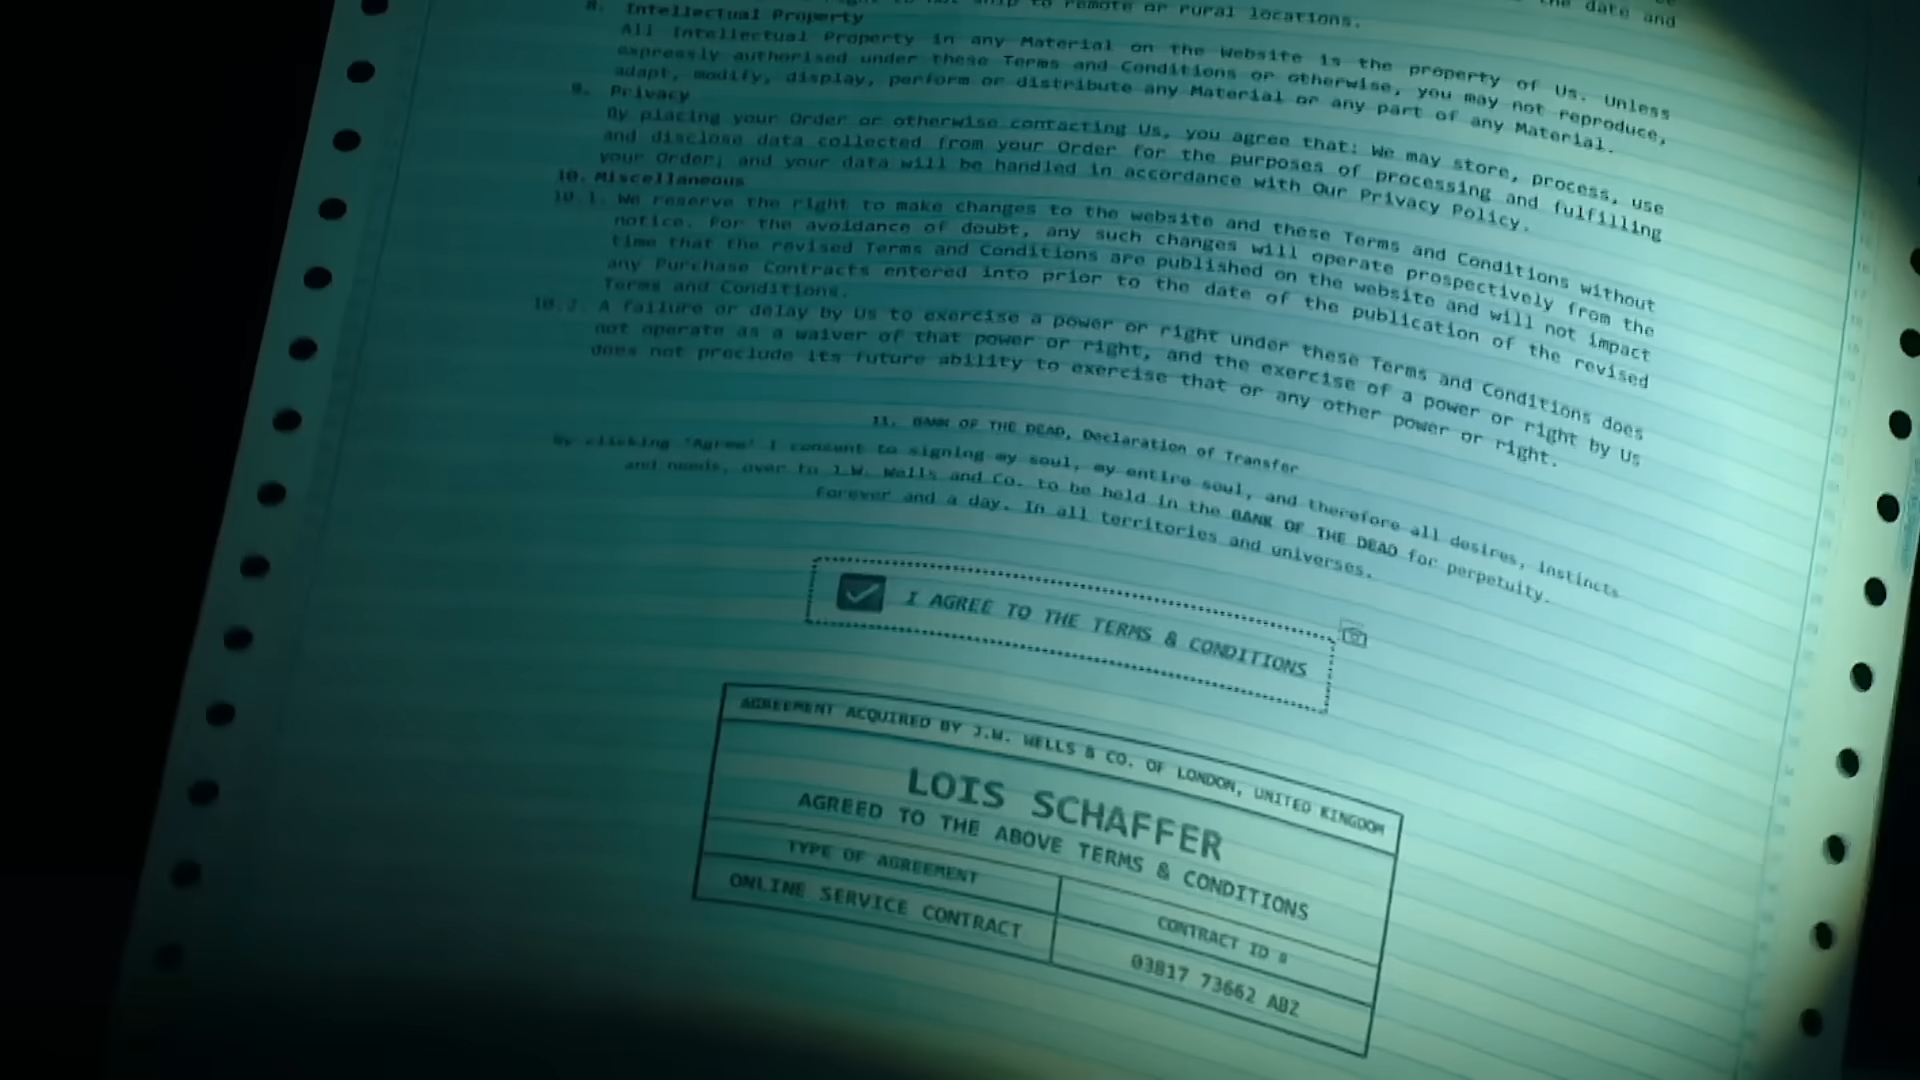 to remote or rural locations.
the date and
8. Intellectual Property
All Intellectual Property in any Material on the Website is the property of Us. Unless
expressly authorised under these Terms and Conditions or otherwise, you may not reproduce,
adapt, modify, display, perform or distribute any Material or any part of any Material.
9. Privacy
By placing your Order or otherwise contacting Us, you agree that: We may store, process, use
and disclose data collected from your Order for the purposes of processing and fulfilling
your Order; and your data will be handled in accordance with Our Privacy Policy.
10. Miscellaneous
10.1. We reserve the right to make changes to the website and these Terms and Conditions without
notice. For the avoidance of doubt, any such changes will operate prospectively from the
time that the revised Terms and Conditions are published on the website and will not impact
any Purchase Contracts entered into prior to the date of the publication of the revised
Terms and Conditions.
10.2. A failure or delay by Us to exercise a power or right under these Terms and Conditions does
not operate as a waiver of that power or right, and the exercise of a power or right by Us
does not preclude its future ability to exercise that or any other power or right.
11. BANK OF THE DEAD, Declaration of Transfer
By clicking 'Agree' I consent to signing my soul, my entire soul, and therefore all desires, instincts
and needs, over to J.W. Wells and Co. to be held in the BANK OF THE DEAD for perpetuity.
Forever and a day. In all territories and universes.
I AGREE TO THE TERMS & CONDITIONS
AGREEMENT ACQUIRED BY J.W. WELLS & CO. OF LONDON, UNITED KINGDOM
LOIS SCHAFFER
AGREED TO THE ABOVE TERMS & CONDITIONS
TYPE OF AGREEMENT
CONTRACT ID #
ONLINE SERVICE CONTRACT
03817 73662 ABZ